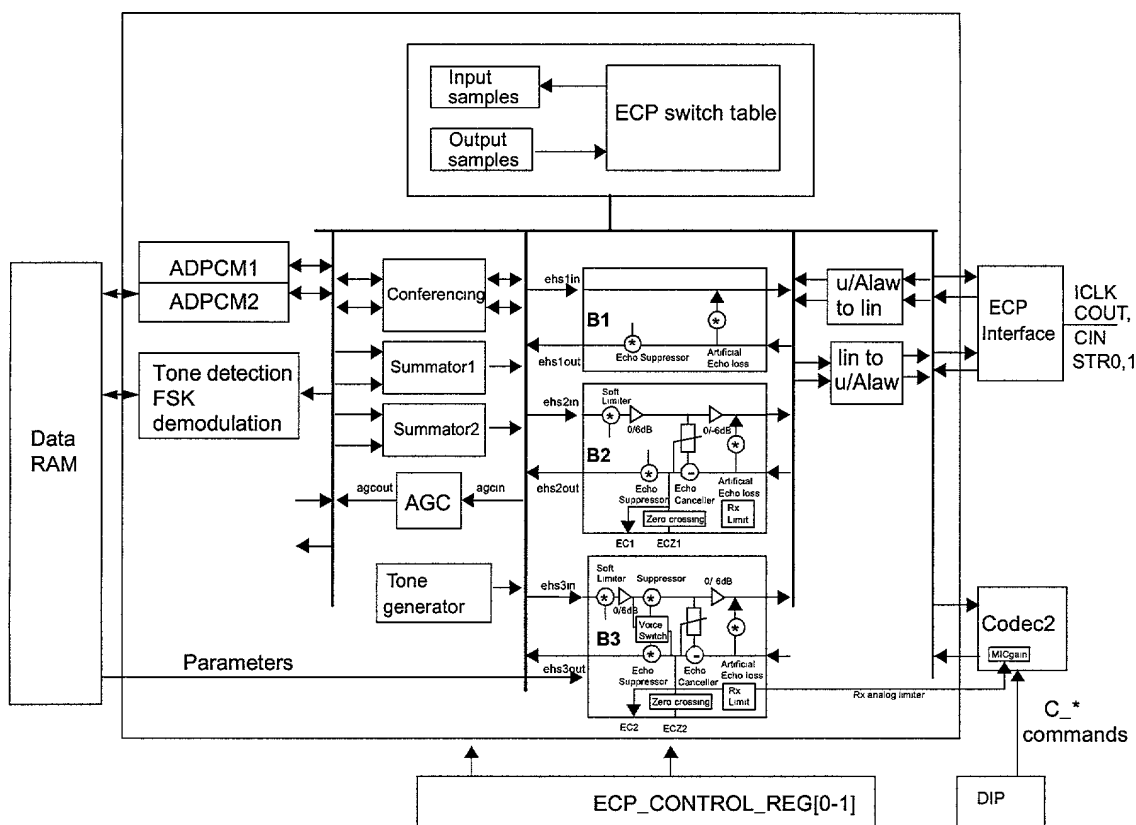 Input
samples
ECP switch table
Output
samples
ADPCM1
ADPCM2
Conferencing
ehs1in
B1
ehs1out
Echo Suppressor
Artificial
Echo loss
u/Alaw
to lin
ECP
Interface
ICLK
COUT,
CIN
STR0,1
lin to
u/Alaw
Tone detection
FSK
demodulation
Summator1
Summator2
Data
RAM
ehs2in
Soft
Limiter
0/6dB
0/-6dB
B2
ehs2out
Echo
Suppressor
Echo
Canceller
Artificial
Echo loss
Zero crossing
Rx
Limit
EC1
ECZ1
agcout
AGC
agcin
Tone
generator
ehs3in
Soft
Limiter
0/6dB
Suppressor
0/-6dB
Voice
Switch
B3
ehs3out
Echo
Suppressor
Echo
Canceller
Artificial
Echo loss
Zero crossing
Rx
Limit
EC2
ECZ2
Parameters
Codec2
MICgain
Rx analog limiter
C_*
commands
ECP_CONTROL_REG[0-1]
DIP